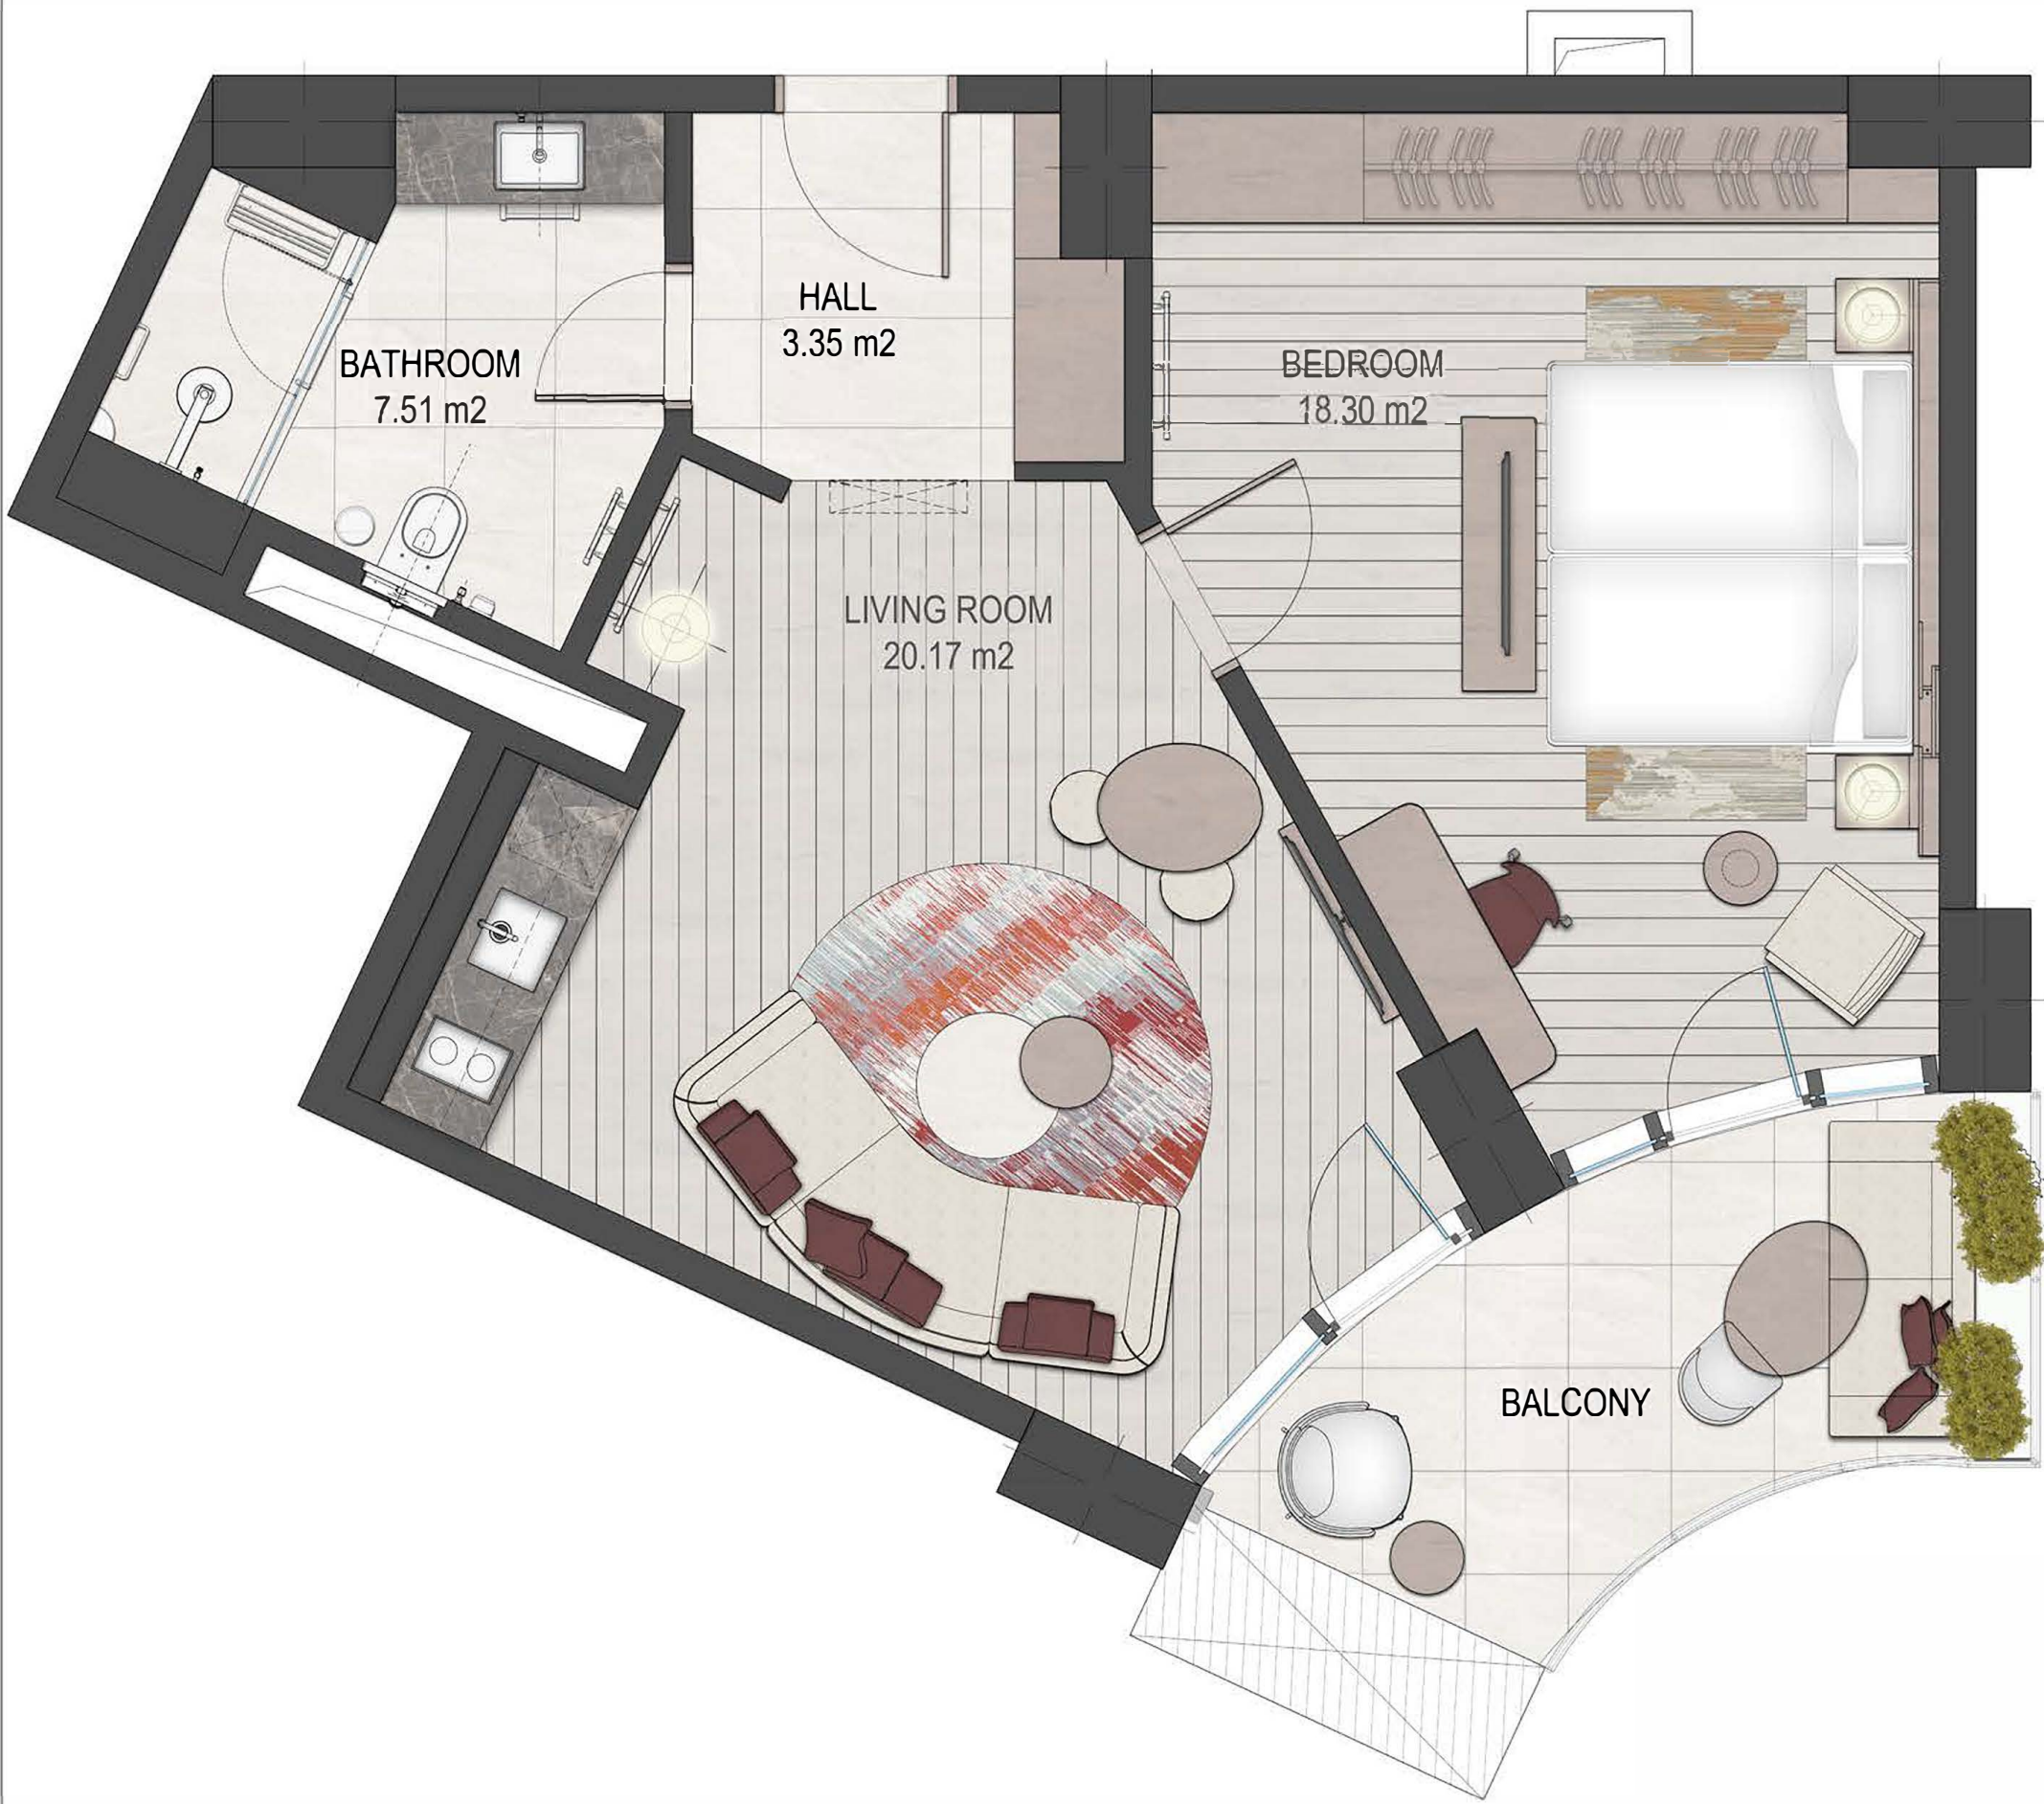 HALL
3.35 m2
BATHROOM
7.51 m2
BEDROOM
18.30 m2
LIVING ROOM
20.17 m2
BALCONY